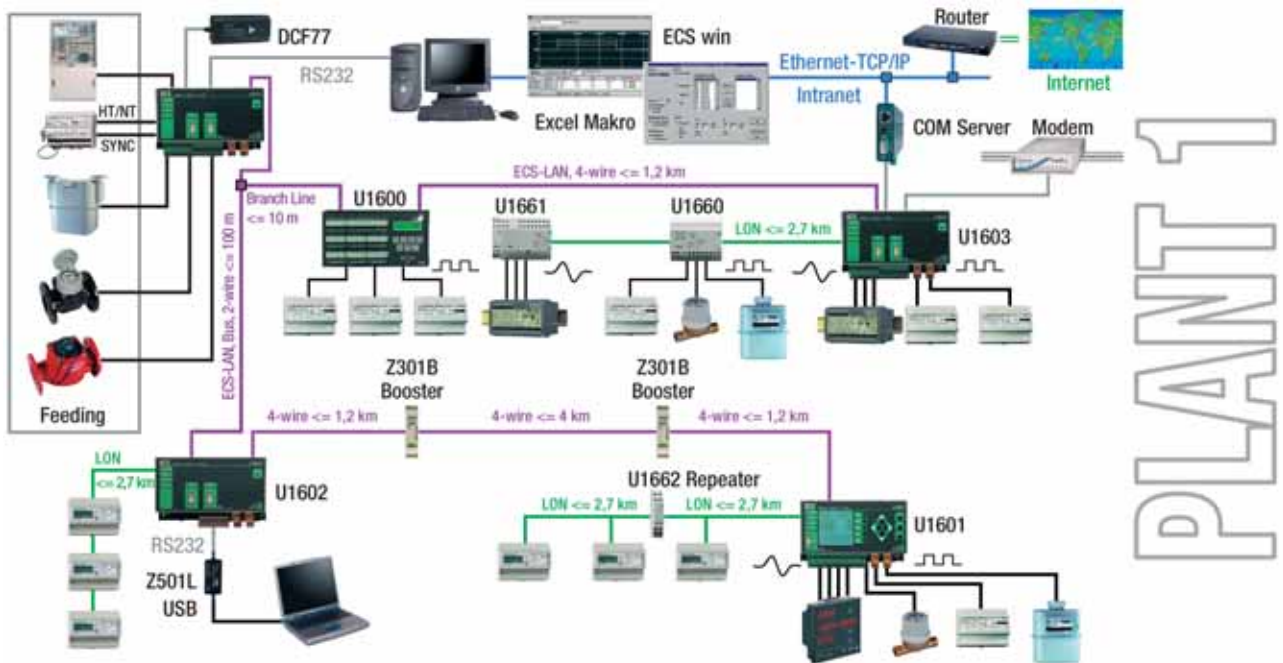 DCF77
ECS win
Router
RS232
Ethernet-TCP/IP
Internet
Intranet
HT/NT
SYNC
Excel Makro
COM Server
Modem
ECS-LAN, 4-wire <= 1,2 km
Branch Line
<= 10 m
U1600
U1661
U1660
LON <= 2,7 km
U1603
ECS-LAN, Bus, 2-wire <= 100 m
PLANT 1
Feeding
Z301B
Booster
Z301B
Booster
4-wire <= 1,2 km
4-wire <= 4 km
4-wire <= 1,2 km
LON
<= 2,7 km
U1602
U1662 Repeater
LON <= 2,7 km
LON <= 2,7 km
U1601
RS232
Z501L
USB